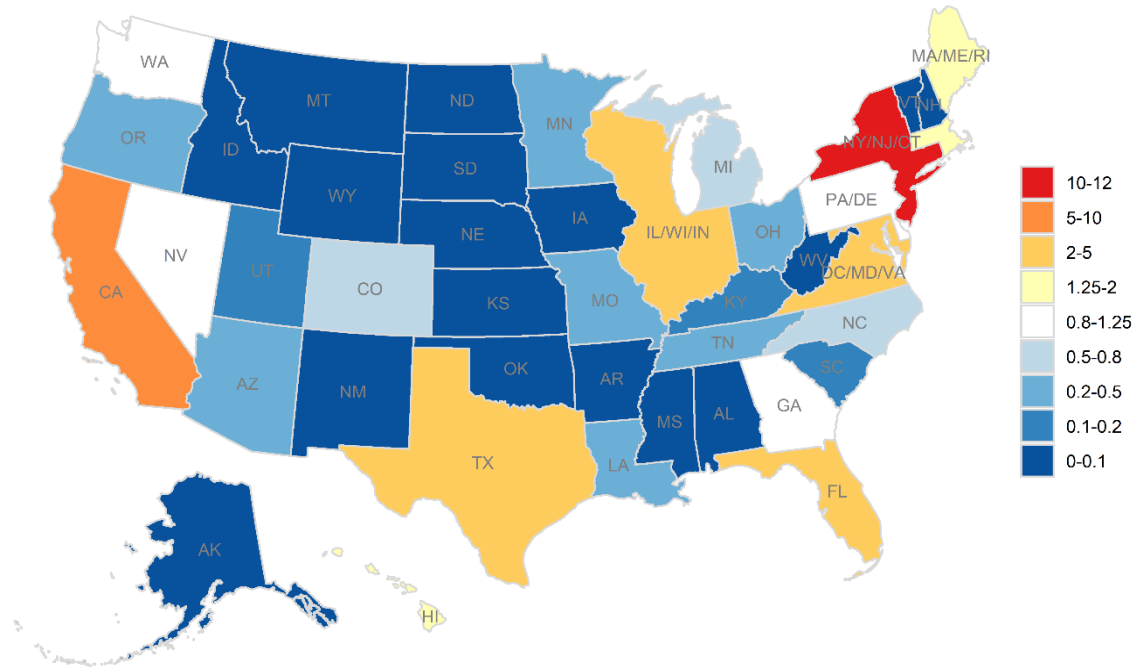 WA
MT
ND
MN
MA/ME/RI
VT
NH
OR
ID
SD
WY
MI
NY/NJ/CT
PA/DE
NE
IA
IL/WI/IN
OH
NV
UT
CO
KS
MO
WV
DC/MD/VA
KY
CA
NC
TN
AZ
NM
OK
AR
SC
MS
AL
GA
TX
LA
FL
AK
HI
10-12
5-10
2-5
1.25-2
0.8-1.25
0.5-0.8
0.2-0.5
0.1-0.2
0-0.1